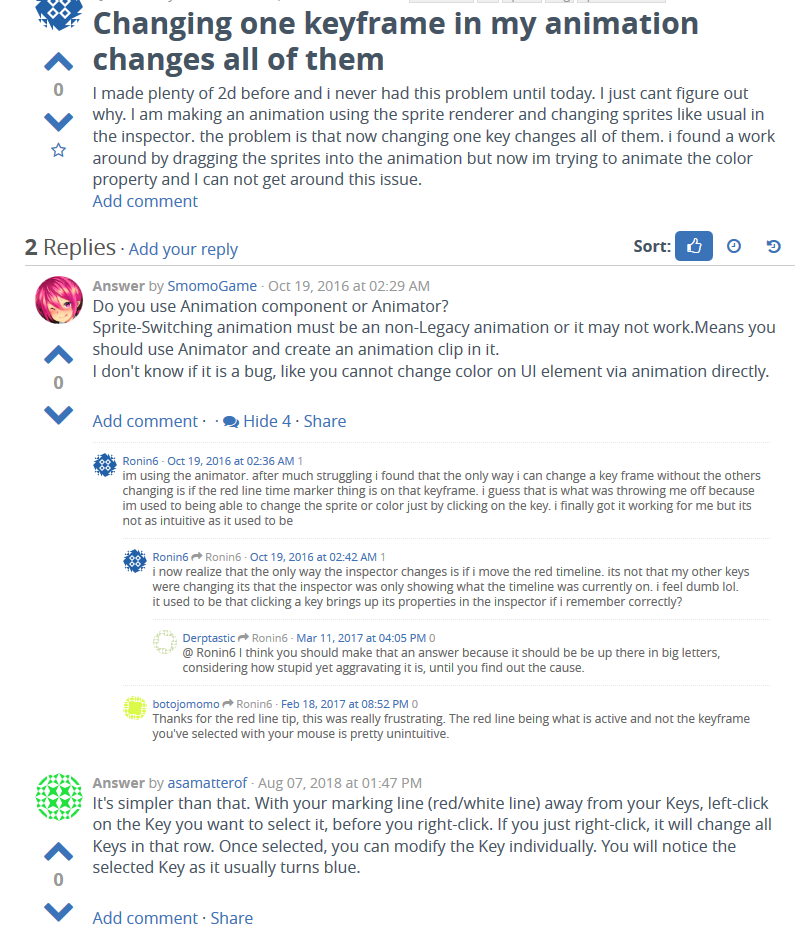 Changing one keyframe in my animation
changes all of them
0
I made plenty of 2d before and i never had this problem until today. I just cant figure out
why. I am making an animation using the sprite renderer and changing sprites like usual in
the inspector. the problem is that now changing one key changes all of them. i found a work
around by dragging the sprites into the animation but now im trying to animate the color
property and I can not get around this issue.
Add comment
2 Replies · Add your reply
Sort:
Answer by SmomoGame · Oct 19, 2016 at 02:29 AM
Do you use Animation component or Animator?
Sprite-Switching animation must be an non-Legacy animation or it may not work.Means you
should use Animator and create an animation clip in it.
0
I don't know if it is a bug, like you cannot change color on UI element via animation directly.
Add comment · · Hide 4 · Share
Ronin6 · Oct 19, 2016 at 02:36 AM 1
im using the animator. after much struggling i found that the only way i can change a key frame without the others
changing is if the red line time marker thing is on that keyframe. i guess that is what was throwing me off because
im used to being able to change the sprite or color just by clicking on the key. i finally got it working for me but its
not as intuitive as it used to be
Ronin6 Ronin6 · Oct 19, 2016 at 02:42 AM 1
i now realize that the only way the inspector changes is if i move the red timeline. its not that my other keys
were changing its that the inspector was only showing what the timeline was currently on. i feel dumb lol.
it used to be that clicking a key brings up its properties in the inspector if i remember correctly?
Derptastic Ronin6 · Mar 11, 2017 at 04:05 PM 0
@ Ronin6 I think you should make that an answer because it should be be up there in big letters,
considering how stupid yet aggravating it is, until you find out the cause.
botojomomo Ronin6 · Feb 18, 2017 at 08:52 PM 0
Thanks for the red line tip, this was really frustrating. The red line being what is active and not the keyframe
you've selected with your mouse is pretty unintuitive.
Answer by asamatterof · Aug 07, 2018 at 01:47 PM
It's simpler than that. With your marking line (red/white line) away from your Keys, left-click
on the Key you want to select it, before you right-click. If you just right-click, it will change all
Keys in that row. Once selected, you can modify the Key individually. You will notice the
selected Key as it usually turns blue.
0
Add comment · Share